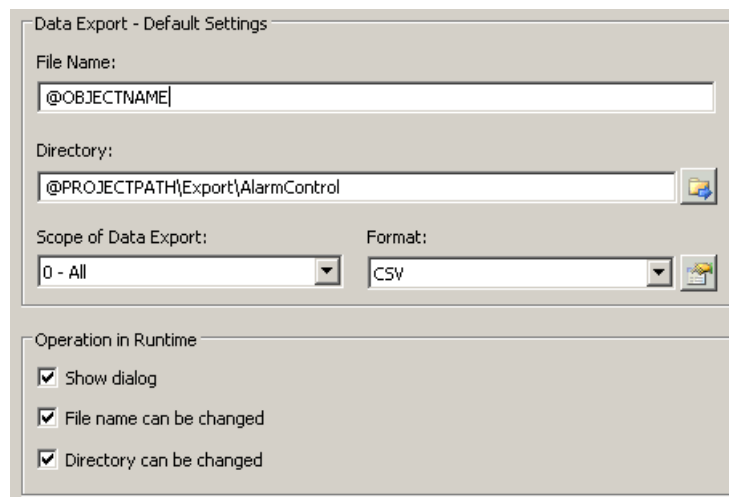 Data Export - Default Settings
File Name:
@OBJECTNAME
Directory:
@PROJECTPATH\Export\AlarmControl
Scope of Data Export: Format:
0 - All CSV
Operation in Runtime
Show dialog
File name can be changed
Directory can be changed